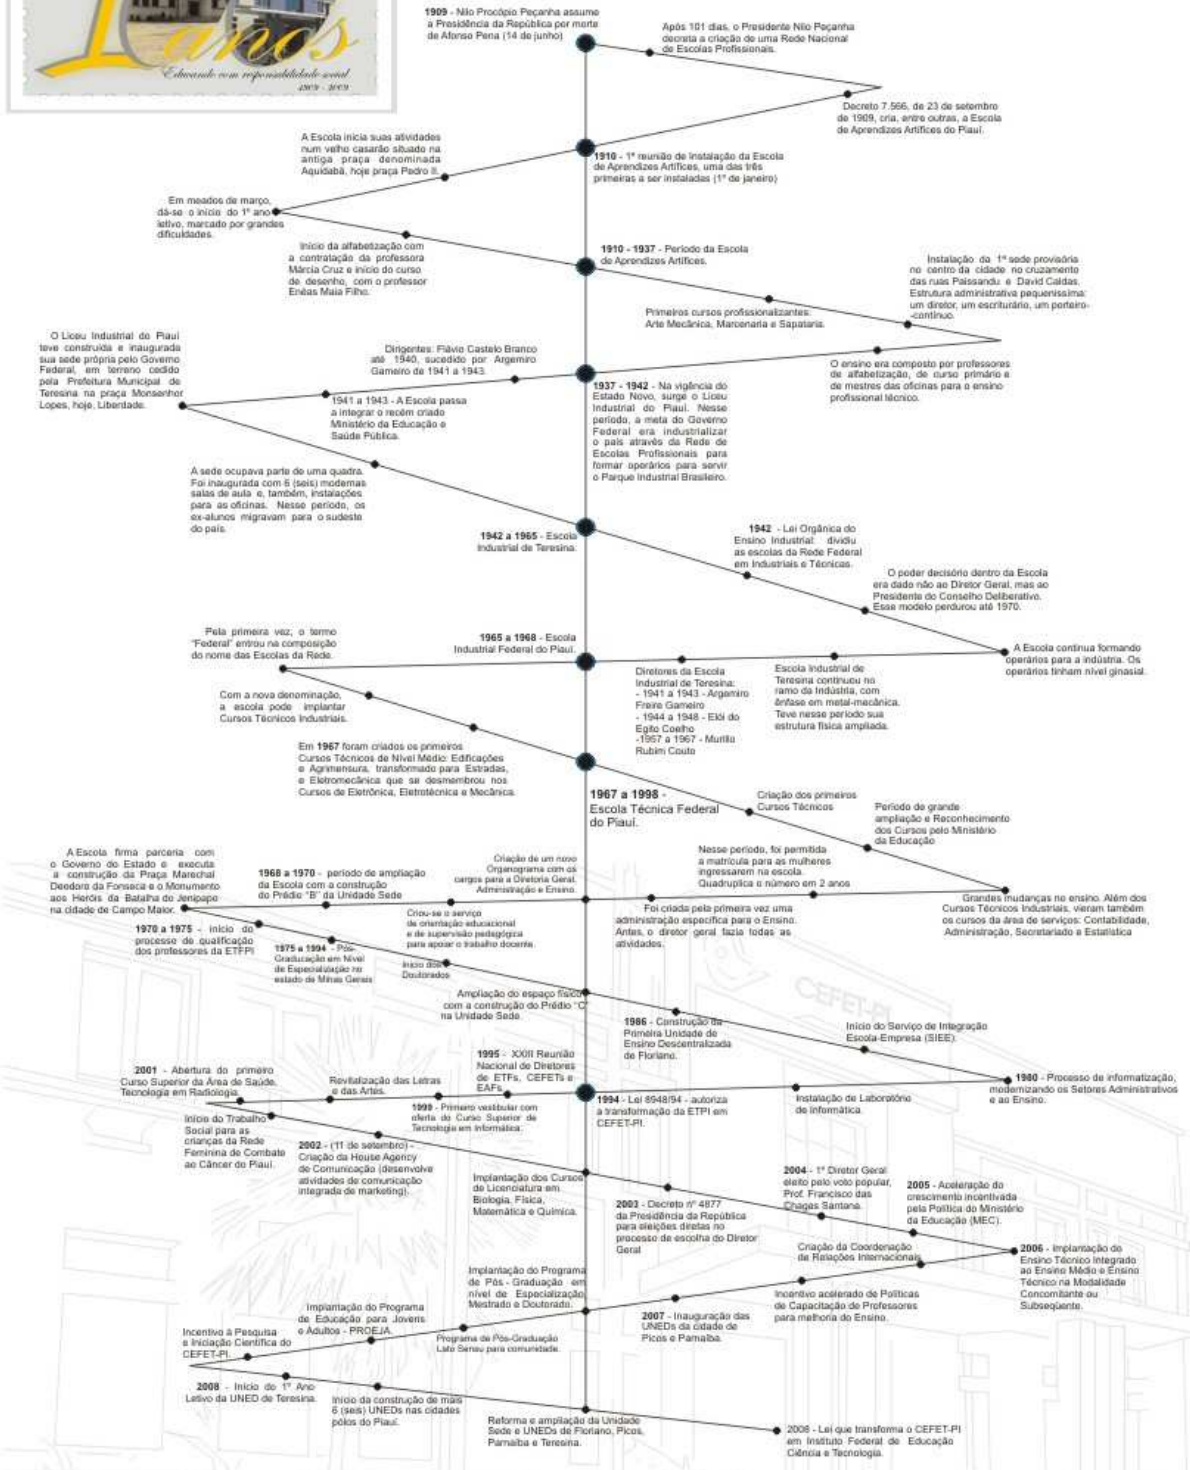 anos
Educando com responsabilidade social
1909 - 2009
1909 - Nilo Procópio Peçanha assume
a Presidência da República por morte
de Afonso Pena (14 de junho)
Após 101 dias, o Presidente Nilo Peçanha
decreta a criação de uma Rede Nacional
de Escolas Profissionais.
Decreto 7.566, de 23 de setembro
de 1909, cria, entre outras, a Escola
de Aprendizes Artífices do Piauí.
A Escola inicia suas atividades
num velho casarão situado na
antiga praça denominada
Aquidabã, hoje praça Pedro II.
1910 - 1ª reunião de Instalação da Escola
de Aprendizes Artífices, uma das três
primeiras a ser instaladas (1º de janeiro)
Em meados de março,
dá-se o início do 1º ano
letivo, marcado por grandes
dificuldades.
Início da alfabetização com
a contratação da professora
Márcia Cruz e início do curso
de desenho, com o professor
Enéas Maia Filho.
1910 - 1937 - Período da Escola
de Aprendizes Artífices.
Instalação da 1ª sede provisória
no centro da cidade no cruzamento
das ruas Paissandu e David Caldas.
Estrutura administrativa pequeníssima:
um diretor, um escriturário, um porteiro-
-contínuo.
Primeiros cursos profissionalizantes:
Arte Mecânica, Marcenaria e Sapataria.
O ensino era composto por professores
de alfabetização, de curso primário e
de mestres das oficinas para o ensino
profissional técnico.
O Liceu Industrial do Piauí
teve construída e inaugurada
sua sede própria pelo Governo
Federal, em terreno cedido
pela Prefeitura Municipal de
Teresina na praça Monsenhor
Lopes, hoje, Liberdade.
Dirigentes: Flávio Castelo Branco
até 1940, sucedido por Argemiro
Gameiro de 1941 a 1943.
1941 a 1943 - A Escola passa
a integrar o recém criado
Ministério da Educação e
Saúde Pública.
1937 - 1942 - Na vigência do
Estado Novo, surge o Liceu
Industrial do Piauí. Nesse
período, a meta do Governo
Federal era industrializar
o país através da Rede de
Escolas Profissionais para
formar operários para servir
o Parque Industrial Brasileiro.
A sede ocupava parte de uma quadra.
Foi inaugurada com 6 (seis) modernas
salas de aula e, também, instalações
para as oficinas. Nesse período, os
ex-alunos migravam para o sudeste
do país.
1942 a 1965 - Escola
Industrial de Teresina.
1942 - Lei Orgânica do
Ensino Industrial: dividiu
as escolas da Rede Federal
em Industriais e Técnicas.
O poder decisório dentro da Escola
era dado não ao Diretor Geral, mas ao
Presidente do Conselho Deliberativo.
Esse modelo perdurou até 1970.
A Escola continua formando
operários para a indústria. Os
operários tinham nível ginasial.
Pela primeira vez, o termo
"Federal" entrou na composição
do nome das Escolas da Rede.
1965 a 1968 - Escola
Industrial Federal do Piauí.
Diretores da Escola
Industrial de Teresina:
- 1941 a 1943 - Argemiro
Freire Gameiro
- 1944 a 1948 - Elói do
Egito Coelho
-1957 a 1967 - Murillo
Rubim Couto
Escola Industrial de
Teresina continuou no
ramo da Indústria, com
ênfase em metal-mecânica.
Teve nesse período sua
estrutura física ampliada.
Com a nova denominação,
a escola pode implantar
Cursos Técnicos Industriais.
Em 1967 foram criados os primeiros
Cursos Técnicos de Nível Médio: Edificações
e Agrimensura, transformado para Estradas,
e Eletromecânica que se desmembrou nos
Cursos de Eletrônica, Eletrotécnica e Mecânica.
1967 a 1998 -
Escola Técnica Federal
do Piauí.
Criação dos primeiros
Cursos Técnicos
Período de grande
ampliação e Reconhecimento
dos Cursos pelo Ministério
da Educação
Nesse período, foi permitida
a matrícula para as mulheres
ingressarem na escola.
Quadruplica o número em 2 anos
Grandes mudanças no ensino. Além dos
Cursos Técnicos Industriais, vieram também
os cursos da área de serviços: Contabilidade,
Administração, Secretariado e Estatística
Foi criada pela primeira vez uma
administração específica para o Ensino.
Antes, o diretor geral fazia todas as
atividades.
Criação de um novo
Organograma com os
cargos para a Diretoria Geral,
Administração e Ensino.
1968 a 1970 - período de ampliação
da Escola com a construção
do Prédio "B" da Unidade Sede
A Escola firma parceria com
o Governo do Estado e executa
a construção da Praça Marechal
Deodoro da Fonseca e o Monumento
aos Heróis da Batalha do Jenipapo
na cidade de Campo Maior.
1970 a 1975 - início do
processo de qualificação
dos professores da ETFPI
1975 a 1994 - Pós-
Graduação em Nível
de Especialização no
estado de Minas Gerais
Criou-se o serviço
de orientação educacional
e de supervisão pedagógica
para apoiar o trabalho docente.
Início dos
Doutorados
Ampliação do espaço físico
com a construção do Prédio "C"
na Unidade Sede.
CEFET-PI
1986 - Construção da
Primeira Unidade de
Ensino Descentralizada
de Floriano.
Início do Serviço de Integração
Escola-Empresa (SIEE).
1980 - Processo de informatização,
modernizando os Setores Administrativos
e ao Ensino.
Instalação de Laboratório
de Informática.
1994 - Lei 8948/94 - autoriza
a transformação da ETPI em
CEFET-PI.
1995 - XXIII Reunião
Nacional de Diretores
de ETFs, CEFETs e
EAFs.
1999 - Primeiro vestibular com
oferta do Curso Superior de
Tecnologia em Informática.
Revitalização das Letras
e das Artes.
2001 - Abertura do primeiro
Curso Superior da Área de Saúde,
Tecnologia em Radiologia.
Início do Trabalho
Social para as
crianças da Rede
Feminina de Combate
ao Câncer do Piauí.
2002 - (11 de setembro) -
Criação da House Agency
de Comunicação (desenvolve
atividades de comunicação
integrada de marketing).
Implantação dos Cursos
de Licenciatura em
Biologia, Física,
Matemática e Química.
2003 - Decreto nº 4877
da Presidência da República
para eleições diretas no
processo de escolha do Diretor
Geral
2004 - 1º Diretor Geral
eleito pelo voto popular,
Prof. Francisco das
Chagas Santana.
2005 - Aceleração do
crescimento incentivada
pela Política do Ministério
da Educação (MEC).
2006 - Implantação do
Ensino Técnico Integrado
ao Ensino Médio e Ensino
Técnico na Modalidade
Concomitante ou
Subseqüente.
Criação da Coordenação
de Relações Internacionais
Incentivo acelerado de Políticas
de Capacitação de Professores
para melhoria do Ensino.
2007 - Inauguração das
UNEDs da cidade de
Picos e Parnaíba.
Implantação do Programa
de Pós - Graduação em
nível de Especialização,
Mestrado e Doutorado.
Programa de Pós-Graduação
Lato Sensu para comunidade.
Implantação do Programa
de Educação para Jovens
e Adultos - PROEJA.
Incentivo à Pesquisa
e Iniciação Científica do
CEFET-PI.
2008 - Início do 1º Ano
Letivo da UNED de Teresina.
Início da construção de mais
6 (seis) UNEDs nas cidades
pólos do Piauí.
Reforma e ampliação da Unidade
Sede e UNEDs de Floriano, Picos,
Parnaíba e Teresina.
2008 - Lei que transforma o CEFET-PI
em Instituto Federal de Educação
Ciência e Tecnologia.